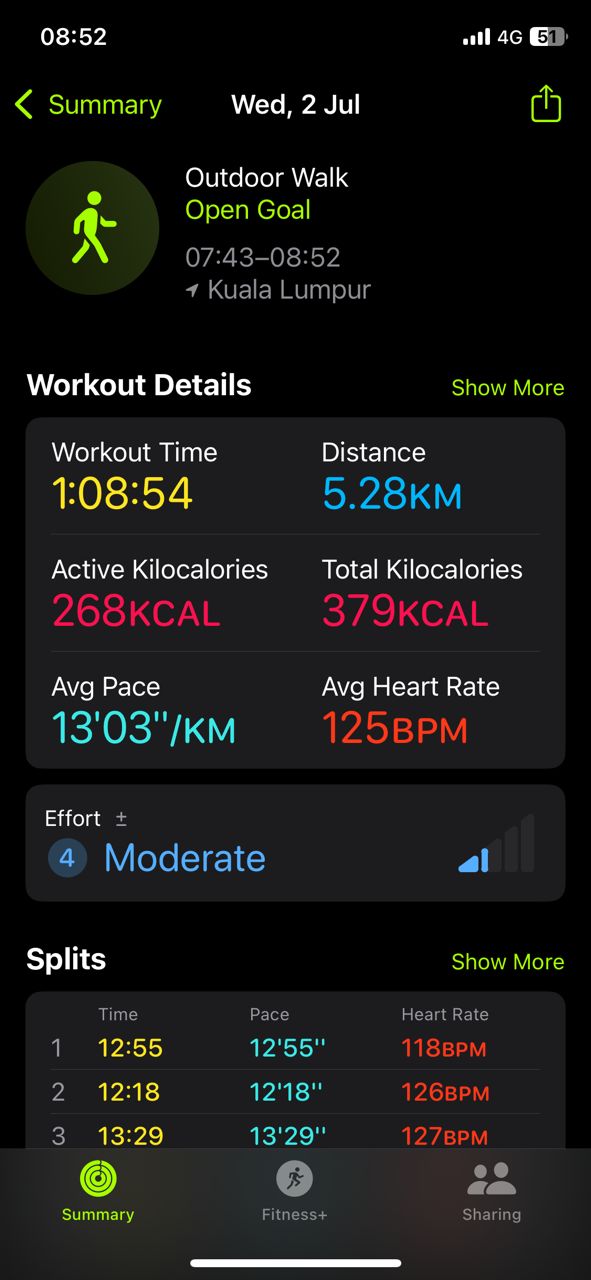 08:52 4G 51
Summary Wed, 2 Jul
Outdoor Walk
Open Goal
07:43–08:52
Kuala Lumpur
Workout Details Show More
Workout Time Distance
1:08:54 5.28KM
Active Kilocalories Total Kilocalories
268KCAL 379KCAL
Avg Pace Avg Heart Rate
13'03''/KM 125BPM
Effort ±
4 Moderate
Splits Show More
Time Pace Heart Rate
1 12:55 12'55'' 118BPM
2 12:18 12'18'' 126BPM
3 13:29 13'29'' 127BPM
Summary Fitness+ Sharing